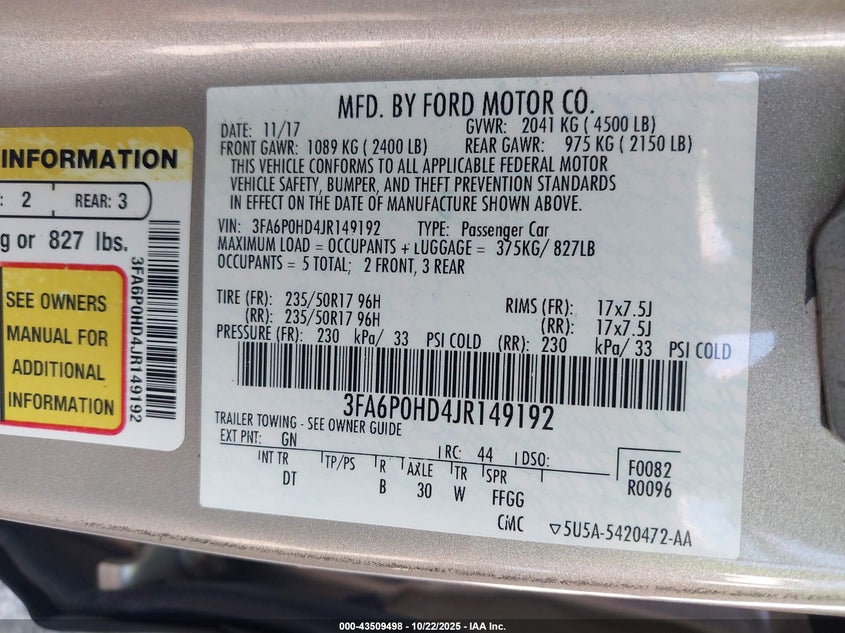 INFORMATION
: 2 REAR: 3
g or 827 lbs.
SEE OWNERS
MANUAL FOR
ADDITIONAL
INFORMATION
3FA6P0HD4JR149192
MFD. BY FORD MOTOR CO.
DATE: 11/17 GVWR: 2041 KG ( 4500 LB)
FRONT GAWR: 1089 KG ( 2400 LB) REAR GAWR: 975 KG ( 2150 LB)
THIS VEHICLE CONFORMS TO ALL APPLICABLE FEDERAL MOTOR
VEHICLE SAFETY, BUMPER, AND THEFT PREVENTION STANDARDS
IN EFFECT ON THE DATE OF MANUFACTURE SHOWN ABOVE.
VIN: 3FA6P0HD4JR149192 TYPE: Passenger Car
MAXIMUM LOAD = OCCUPANTS + LUGGAGE = 375KG/ 827LB
OCCUPANTS = 5 TOTAL; 2 FRONT, 3 REAR
TIRE (FR): 235/50R17 96H RIMS (FR): 17x7.5J
(RR): 235/50R17 96H (RR): 17x7.5J
PRESSURE (FR): 230 kPa/ 33 PSI COLD (RR): 230 kPa/ 33 PSI COLD
3FA6P0HD4JR149192
TRAILER TOWING - SEE OWNER GUIDE
EXT PNT: GN RC: 44 DSO:
INT TR TP/PS R AXLE TR SPR F0082
DT B 30 W FFGG R0096
CMC ▽5U5A-5420472-AA
000-43509498 - 10/22/2025 - IAA Inc.